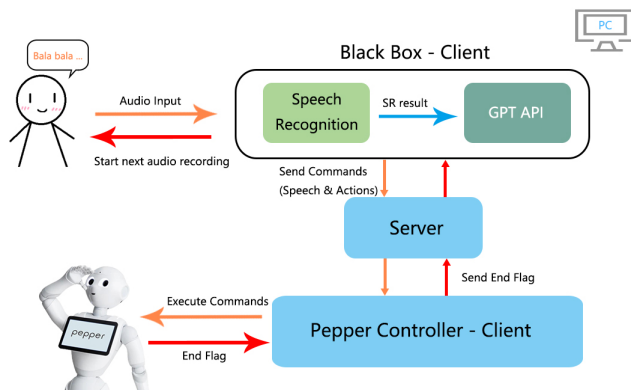 PC
Bala bala ...
Black Box - Client
Audio Input
Start next audio recording
Speech
Recognition
SR result
GPT API
Send Commands
(Speech & Actions)
Server
Send End Flag
Execute Commands
pepper
End Flag
Pepper Controller - Client